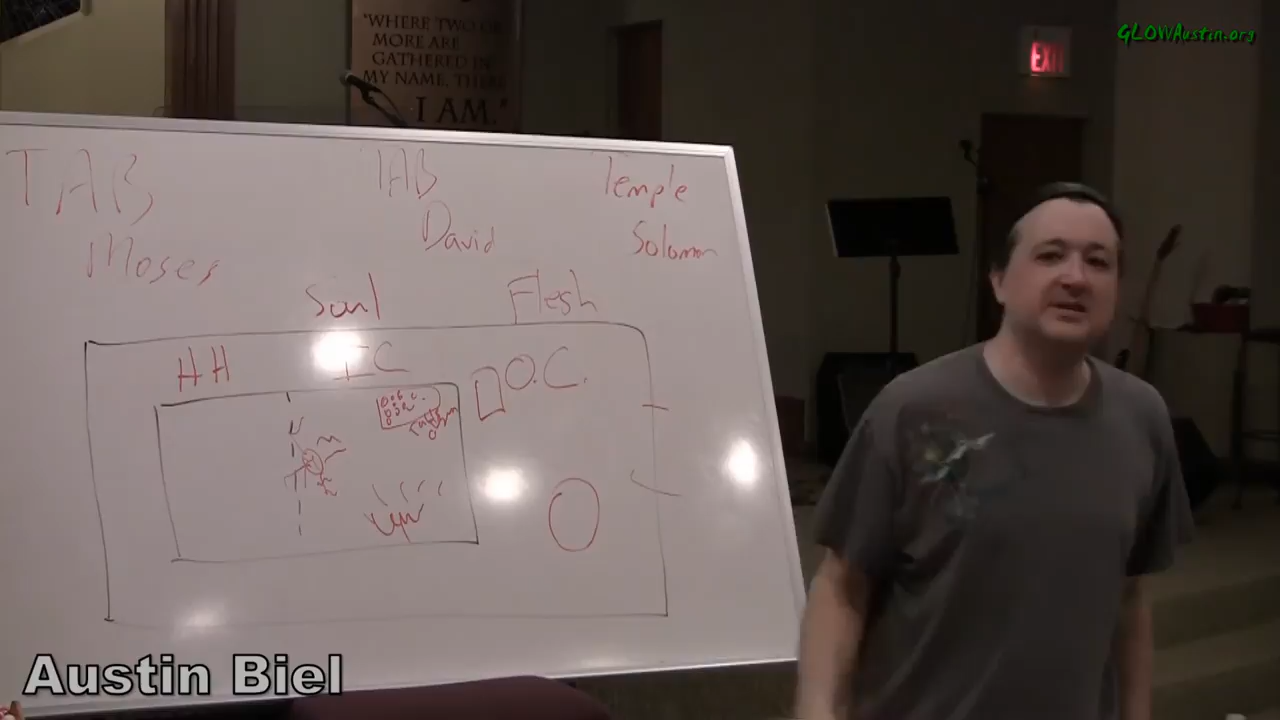 GLOWAustin.org
"WHERE TWO OR
MORE ARE
GATHERED IN
MY NAME, THERE
I AM."
EXIT
TAB
Moses
TAB
David
Temple
Solomon
Soul
Flesh
HH
IC
O.C.
Austin Biel